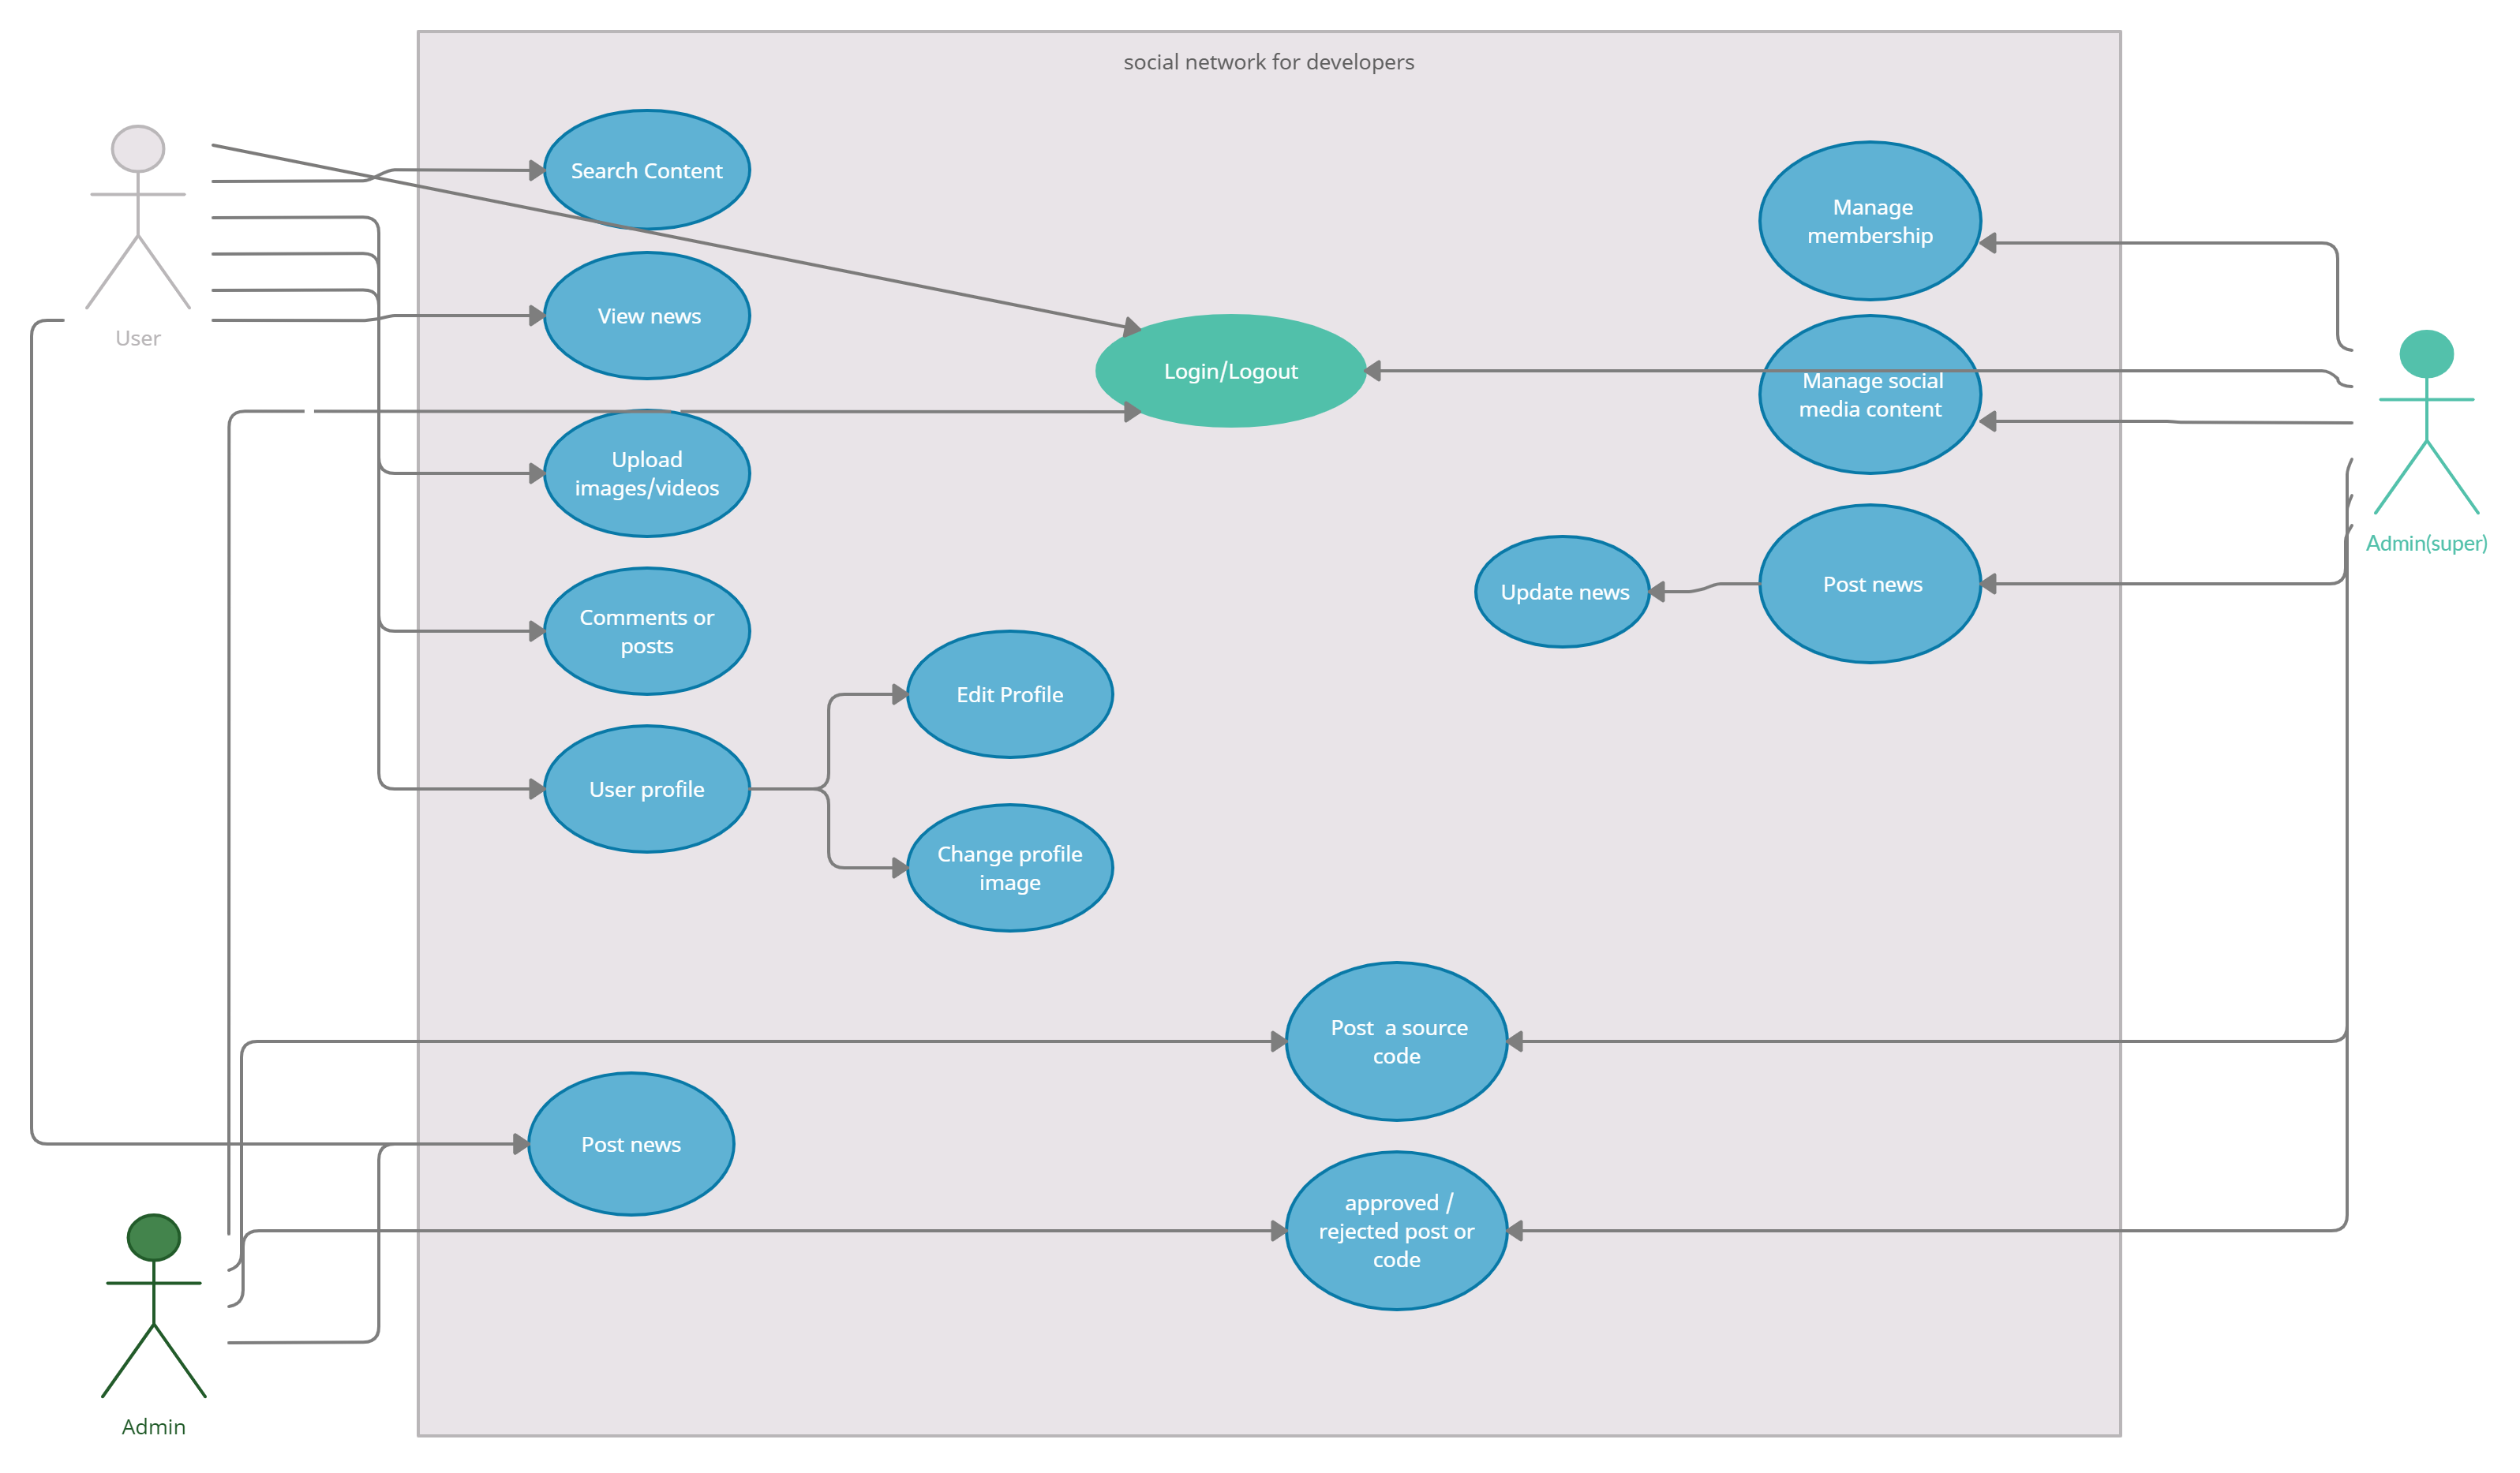 social network for developers
Search Content
Manage
membership
View news
User
Login/Logout
Manage social
media content
Upload
images/videos
Admin(super)
Update news
Post news
Comments or
posts
Edit Profile
User profile
Change profile
image
Post  a source
code
Post news
approved /
rejected post or
code
Admin